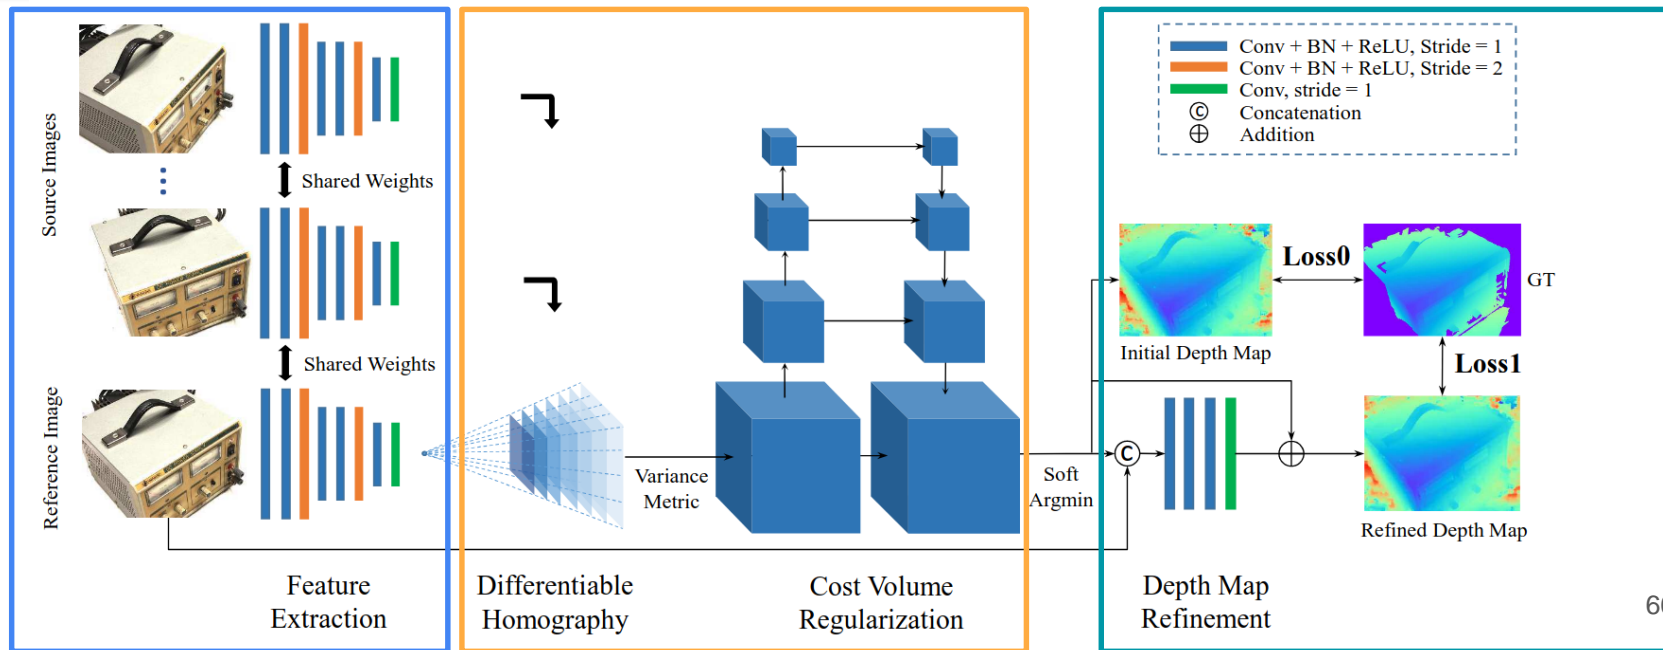 Source Images
Reference Image
Shared Weights
Shared Weights
Feature
Extraction
Differentiable
Homography
Variance
Metric
Cost Volume
Regularization
Soft
Argmin
Conv + BN + ReLU, Stride = 1
Conv + BN + ReLU, Stride = 2
Conv, stride = 1
C Concatenation
Addition
Loss0
GT
Initial Depth Map
Loss1
C
Refined Depth Map
Depth Map
Refinement